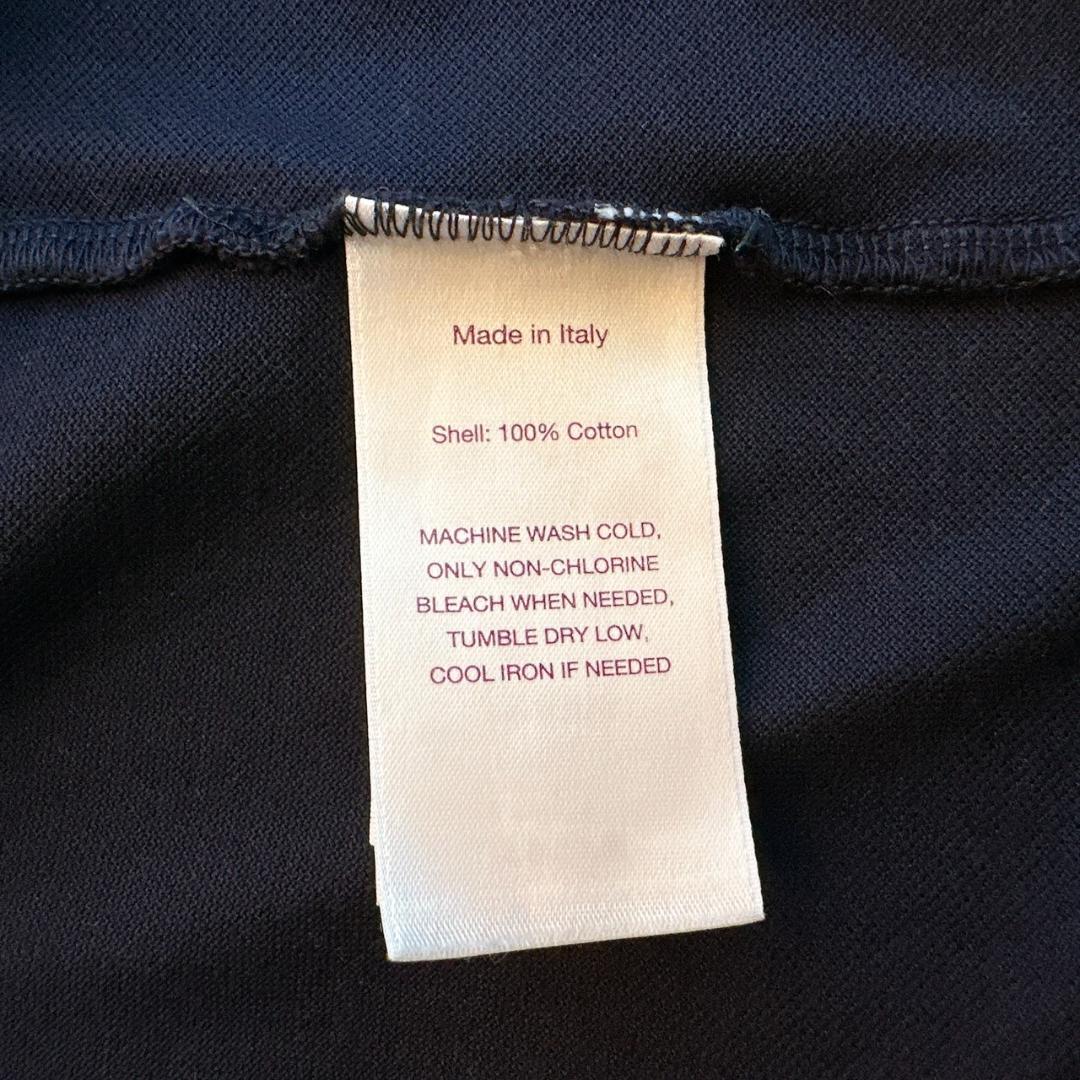 Made in Italy
Shell: 100% Cotton
MACHINE WASH COLD,
ONLY NON-CHLORINE
BLEACH WHEN NEEDED,
TUMBLE DRY LOW,
COOL IRON IF NEEDED